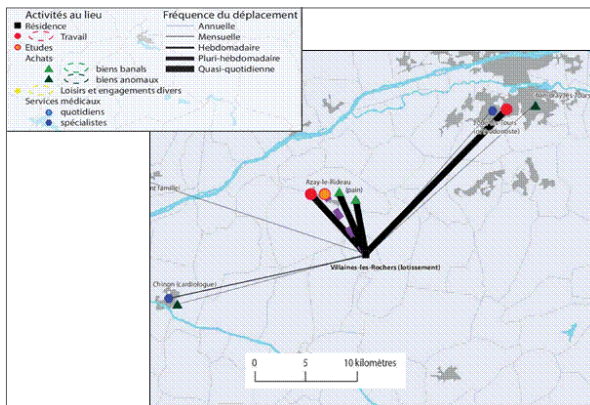 Activités au lieu
Résidence
Travail
Etudes
Achats
biens banals
biens anomaux
Loisirs et engagements divers
Services médicaux
quotidiens
spécialistes
Fréquence du déplacement
Annuelle
Mensuelle
Hebdomadaire
Pluri-hebdomadaire
Quasi-quotidienne
Azay-le-Rideau
(pain)
famille)
Villaines-les-Rochers (lotissement)
Chinon (cardiologue)
0 5 10 kilomètres